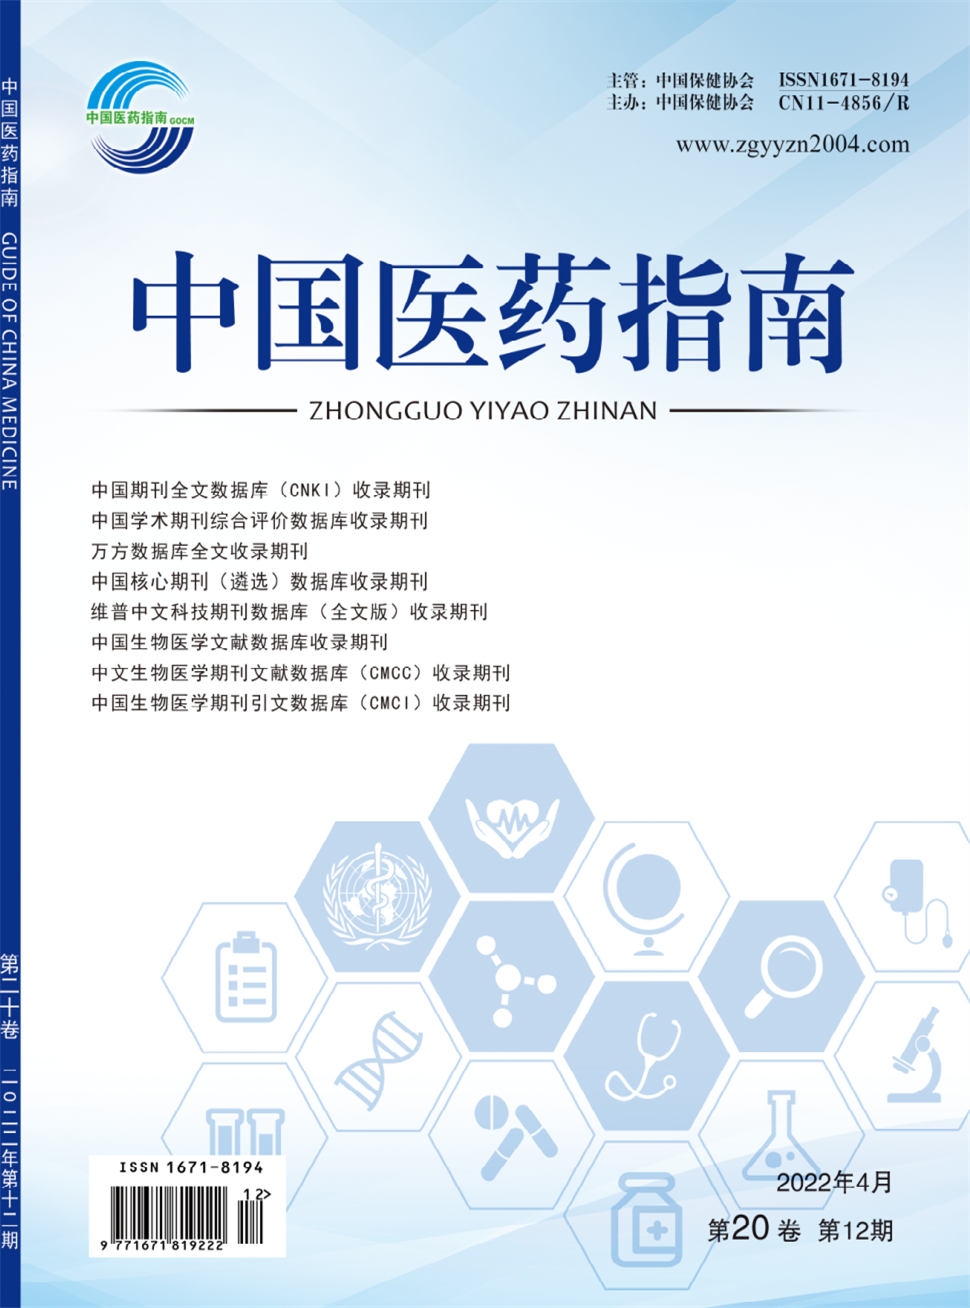 中国医药指南 GOCM
主管：中国保健协会 ISSN1671-8194
主办：中国保健协会 CN11-4856/R
www.zgyyzn2004.com
中国医药指南
ZHONGGUO YIYAO ZHINAN
中国期刊全文数据库（CNKI）收录期刊
中国学术期刊综合评价数据库收录期刊
万方数据库全文收录期刊
中国核心期刊（遴选）数据库收录期刊
维普中文科技期刊数据库（全文版）收录期刊
中国生物医学文献数据库收录期刊
中文生物医学期刊文献数据库（CMCC）收录期刊
中国生物医学期刊引文数据库（CMCI）收录期刊
ISSN 1671-8194
12>
9 771671 819222
2022年4月
第20卷 第12期
中国医药指南 GUIDE OF CHINA MEDICINE 第二十卷 二〇二二年第十二期